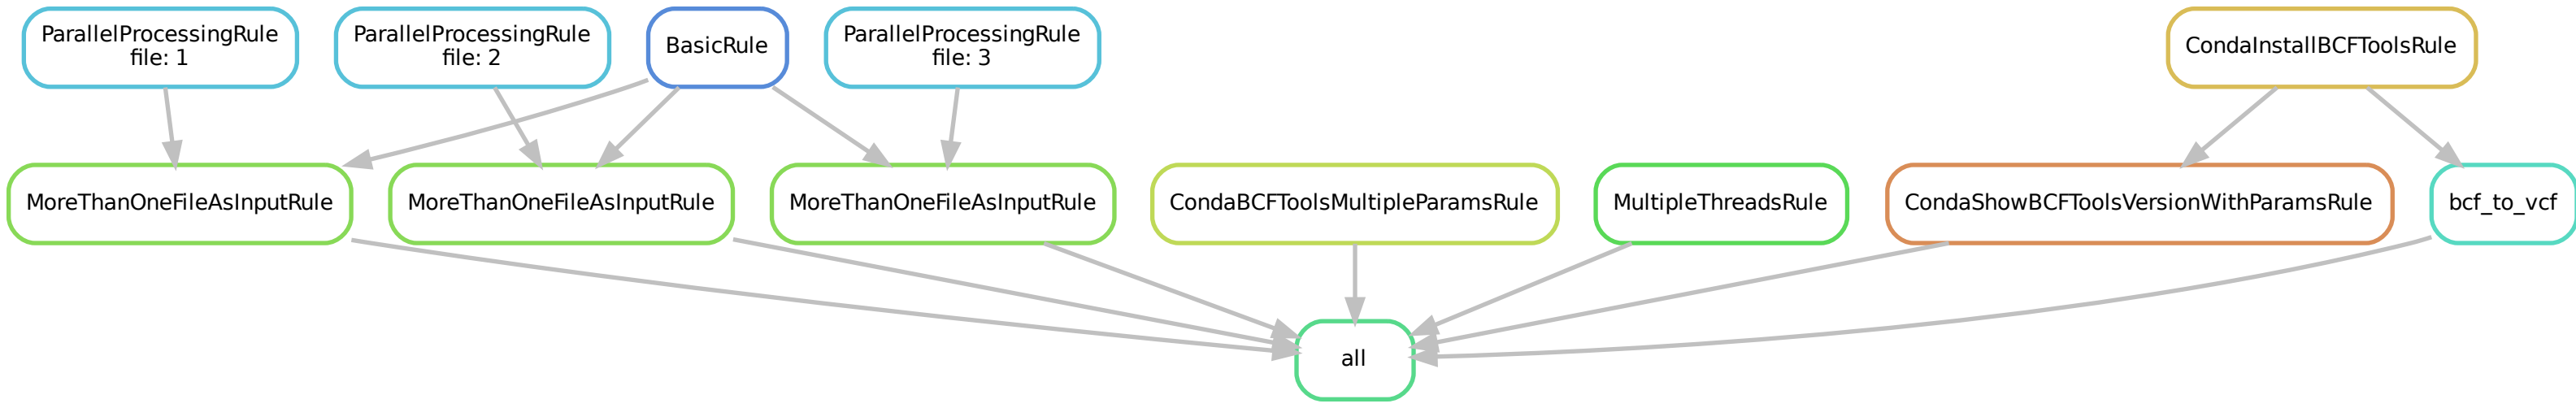 ParallelProcessingRule
file: 1
ParallelProcessingRule
file: 2
BasicRule
ParallelProcessingRule
file: 3
CondaInstallBCFToolsRule
MoreThanOneFileAsInputRule
MoreThanOneFileAsInputRule
MoreThanOneFileAsInputRule
CondaBCFToolsMultipleParamsRule
MultipleThreadsRule
CondaShowBCFToolsVersionWithParamsRule
bcf_to_vcf
all